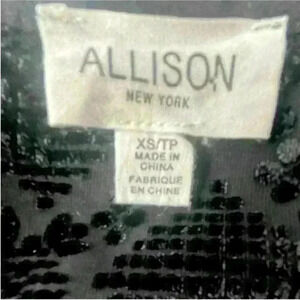 ALLISON
NEW YORK
XS/TP
MADE IN
CHINA
FABRIQUE
EN CHINE